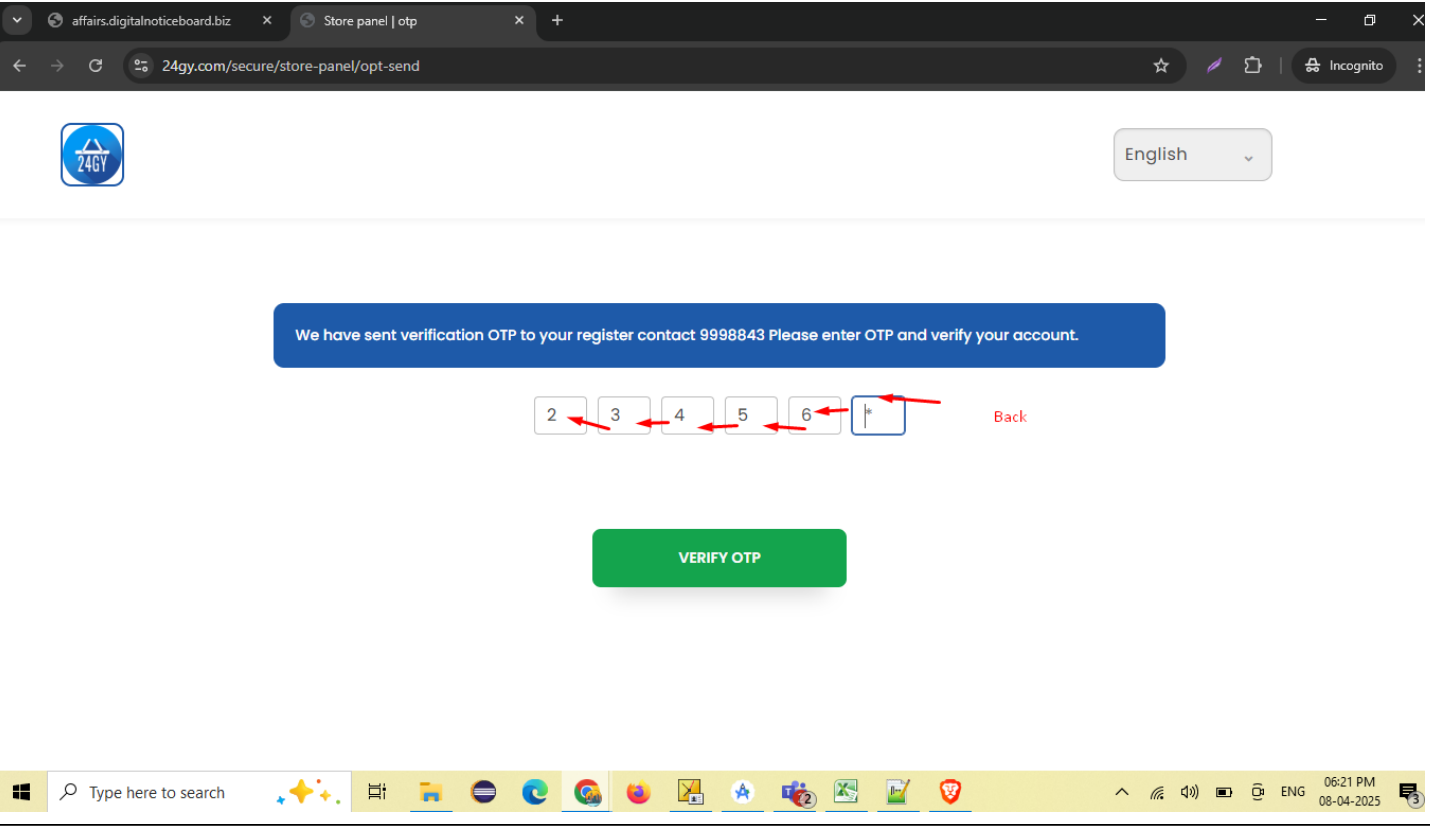 affairs.digitalnoticeboard.biz
Store panel | otp
24gy.com/secure/store-panel/opt-send
Incognito
24GY
English
We have sent verification OTP to your register contact 9998843 Please enter OTP and verify your account.
2 3 4 5 6 *
Back
VERIFY OTP
Type here to search
2
ENG
06:21 PM
08-04-2025
3